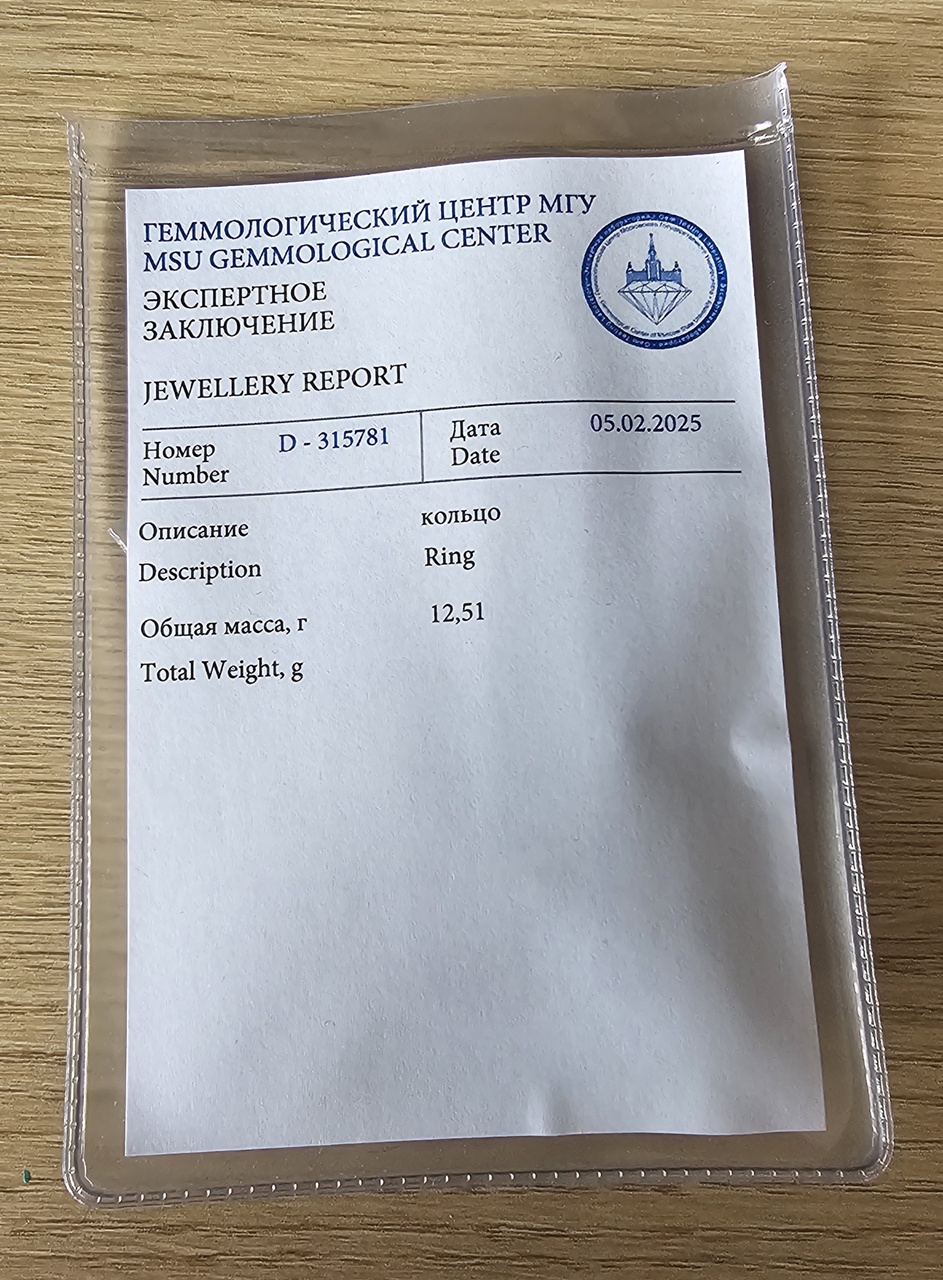 ГЕММОЛОГИЧЕСКИЙ ЦЕНТР МГУ
MSU GEMMOLOGICAL CENTER
ЭКСПЕРТНОЕ
ЗАКЛЮЧЕНИЕ
JEWELLERY REPORT
Номер D - 315781 Дата 05.02.2025
Number Date
Описание кольцо
Description Ring
Общая масса, г 12,51
Total Weight, g